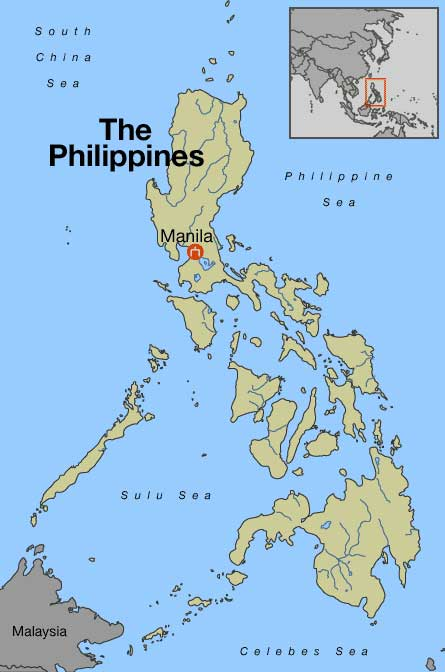 South
China
Sea
The
Philippines
Philippine
Sea
Manila
Sulu Sea
Malaysia
Celebes Sea